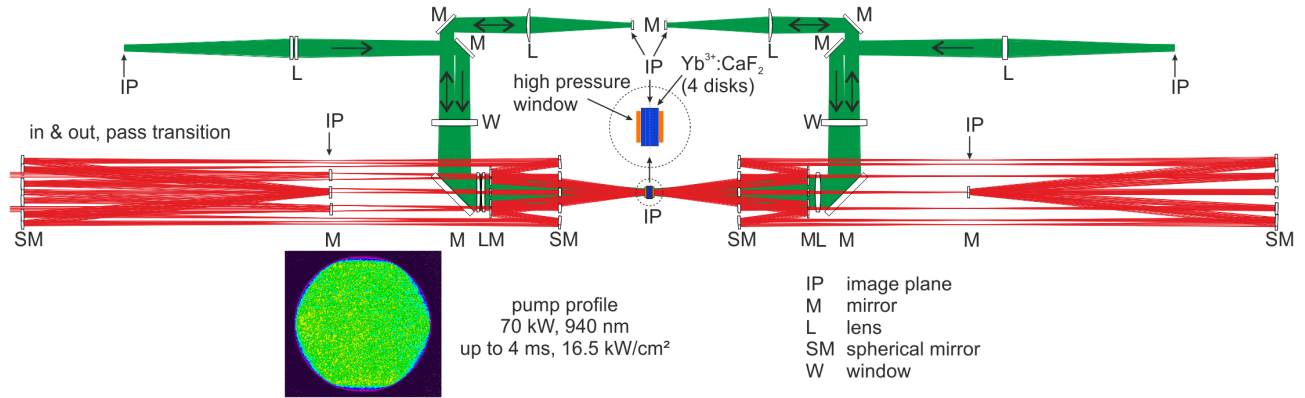 M
M
M
M
M
M
L
L
L
L
IP
IP
IP
high pressure
window
Yb³⁺:CaF₂
(4 disks)
W
W
in & out, pass transition
IP
IP
IP
SM
M
M
LM
SM
SM
ML
M
M
SM
pump profile
70 kW, 940 nm
up to 4 ms, 16.5 kW/cm²
IP image plane
M mirror
L lens
SM spherical mirror
W window